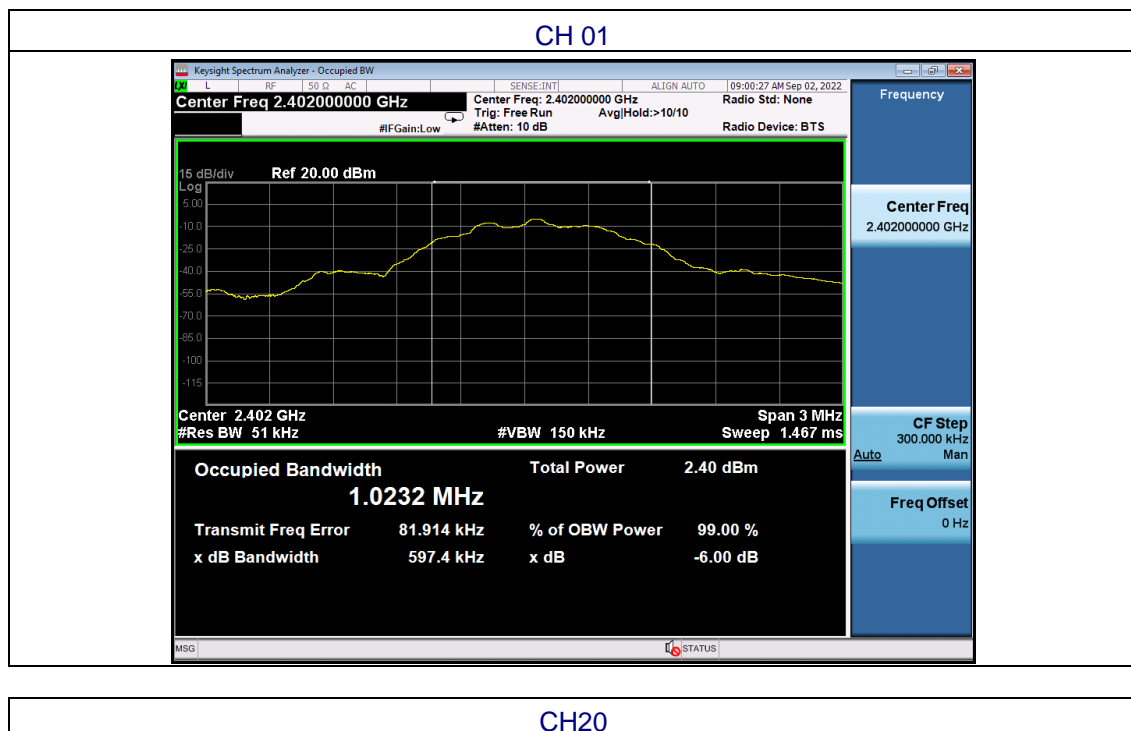 CH 01
Keysight Spectrum Analyzer - Occupied BW
LXI L RF 50 Ω AC SENSE:INT ALIGN AUTO 09:00:27 AM Sep 02, 2022
Center Freq 2.402000000 GHz
Center Freq: 2.402000000 GHz
Radio Std: None
Trig: Free Run Avg|Hold:>10/10
#IFGain:Low
#Atten: 10 dB
Radio Device: BTS
15 dB/div Ref 20.00 dBm
Log
5.00
-10.0
-25.0
-40.0
-55.0
-70.0
-85.0
-100
-115
Center 2.402 GHz Span 3 MHz
#Res BW 51 kHz #VBW 150 kHz Sweep 1.467 ms
Occupied Bandwidth Total Power 2.40 dBm
1.0232 MHz
Transmit Freq Error 81.914 kHz % of OBW Power 99.00 %
x dB Bandwidth 597.4 kHz x dB -6.00 dB
MSG STATUS
Frequency
Center Freq
2.402000000 GHz
CF Step
300.000 kHz
Auto Man
Freq Offset
0 Hz
CH20